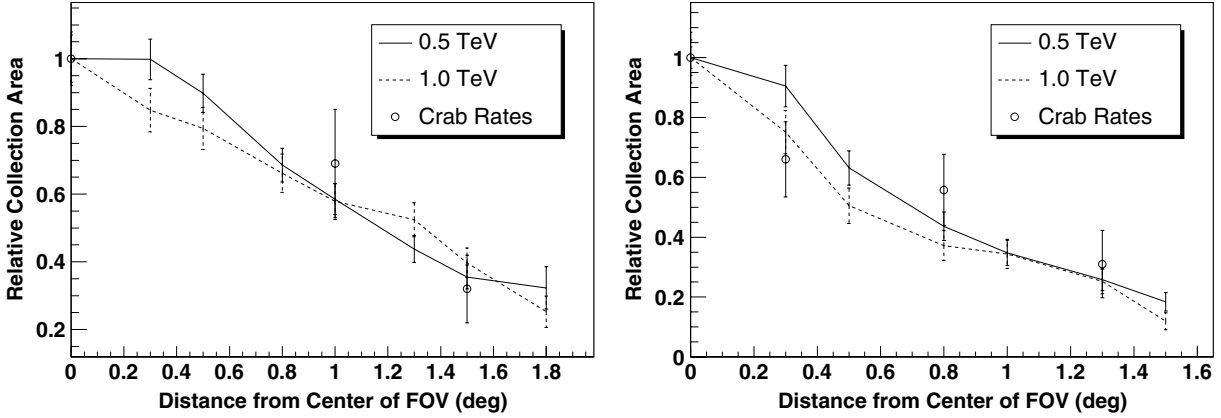 Relative Collection Area
1
0.8
0.6
0.4
0.2
0 0.2 0.4 0.6 0.8 1 1.2 1.4 1.6 1.8
Distance from Center of FOV (deg)
0.5 TeV
1.0 TeV
Crab Rates
Relative Collection Area
1
0.8
0.6
0.4
0.2
0
0 0.2 0.4 0.6 0.8 1 1.2 1.4 1.6
Distance from Center of FOV (deg)
0.5 TeV
1.0 TeV
Crab Rates